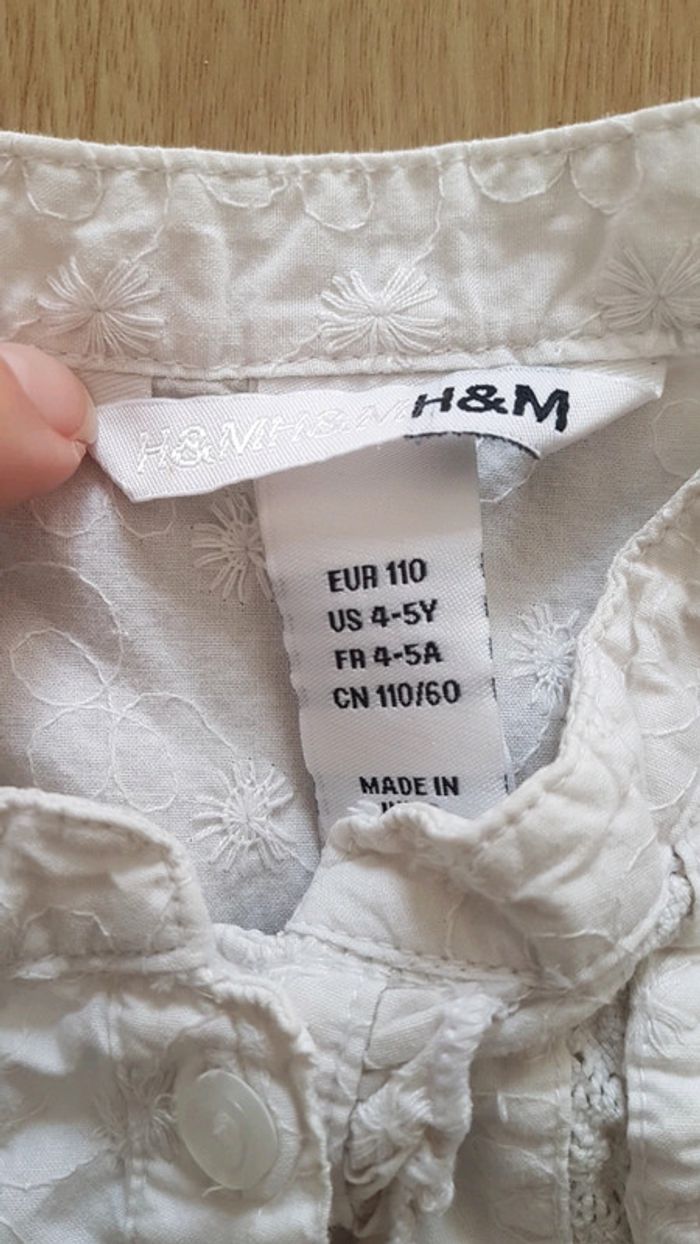 H&MH&MH&M
EUR 110
US 4-5Y
FR 4-5A
CN 110/60
MADE IN